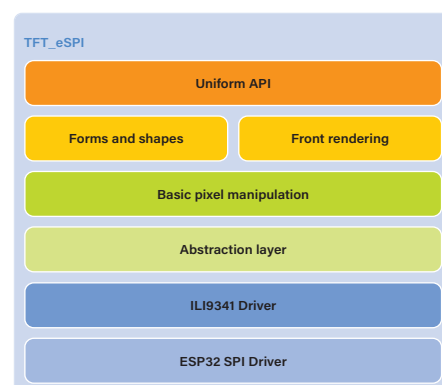 TFT_eSPI
Uniform API
Forms and shapes
Front rendering
Basic pixel manipulation
Abstraction layer
ILI9341 Driver
ESP32 SPI Driver